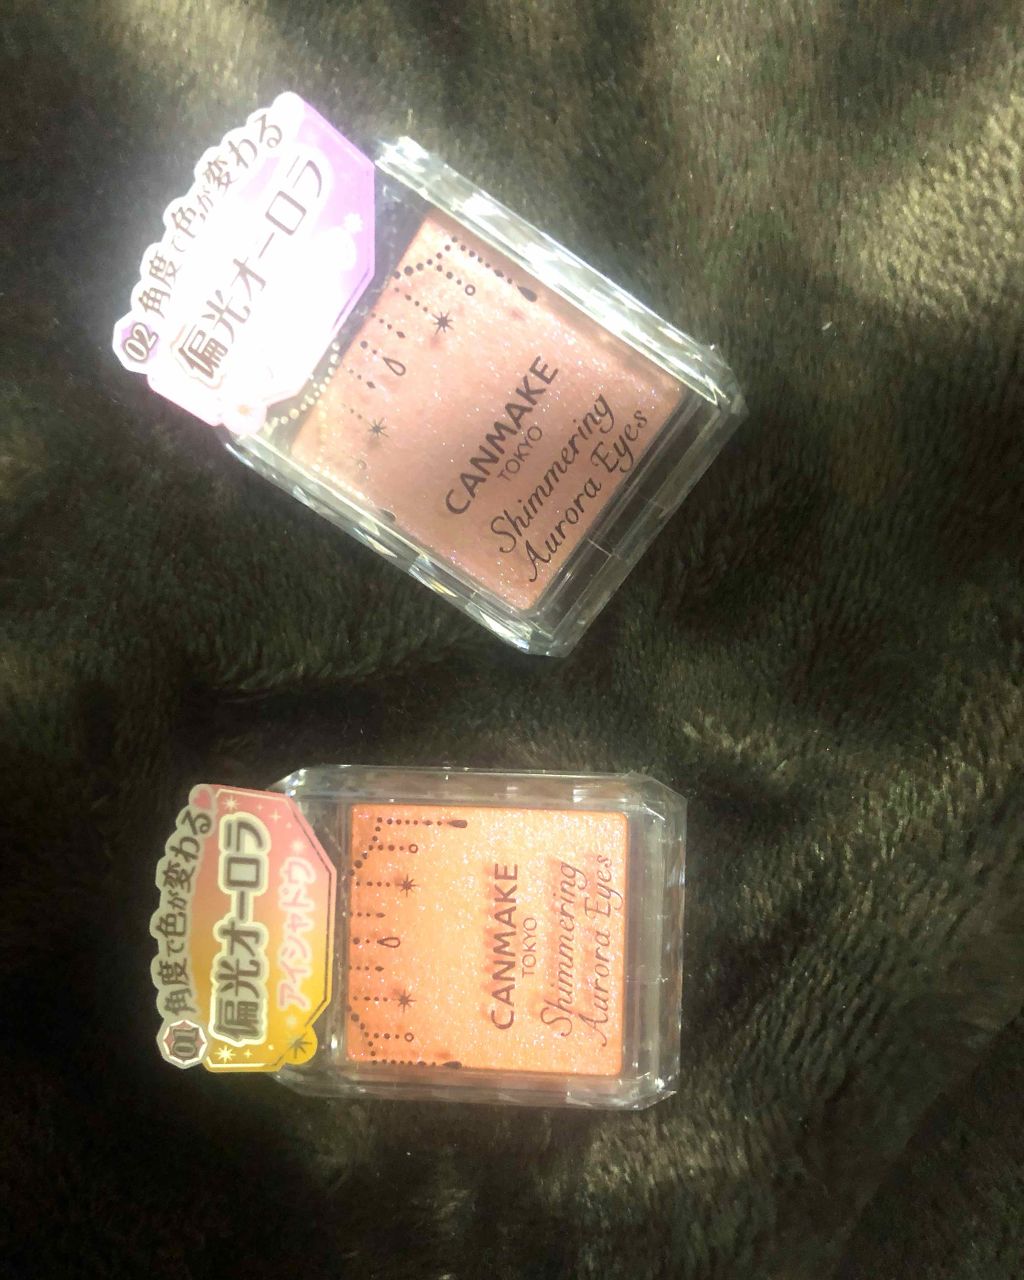 02
角度で色が変わる
偏光オーロラ
CANMAKE
TOKYO
Shimmering
Aurora Eyes
01
角度で色が変わる
偏光オーロラ
アイシャドウ
CANMAKE
TOKYO
Shimmering
Aurora Eyes